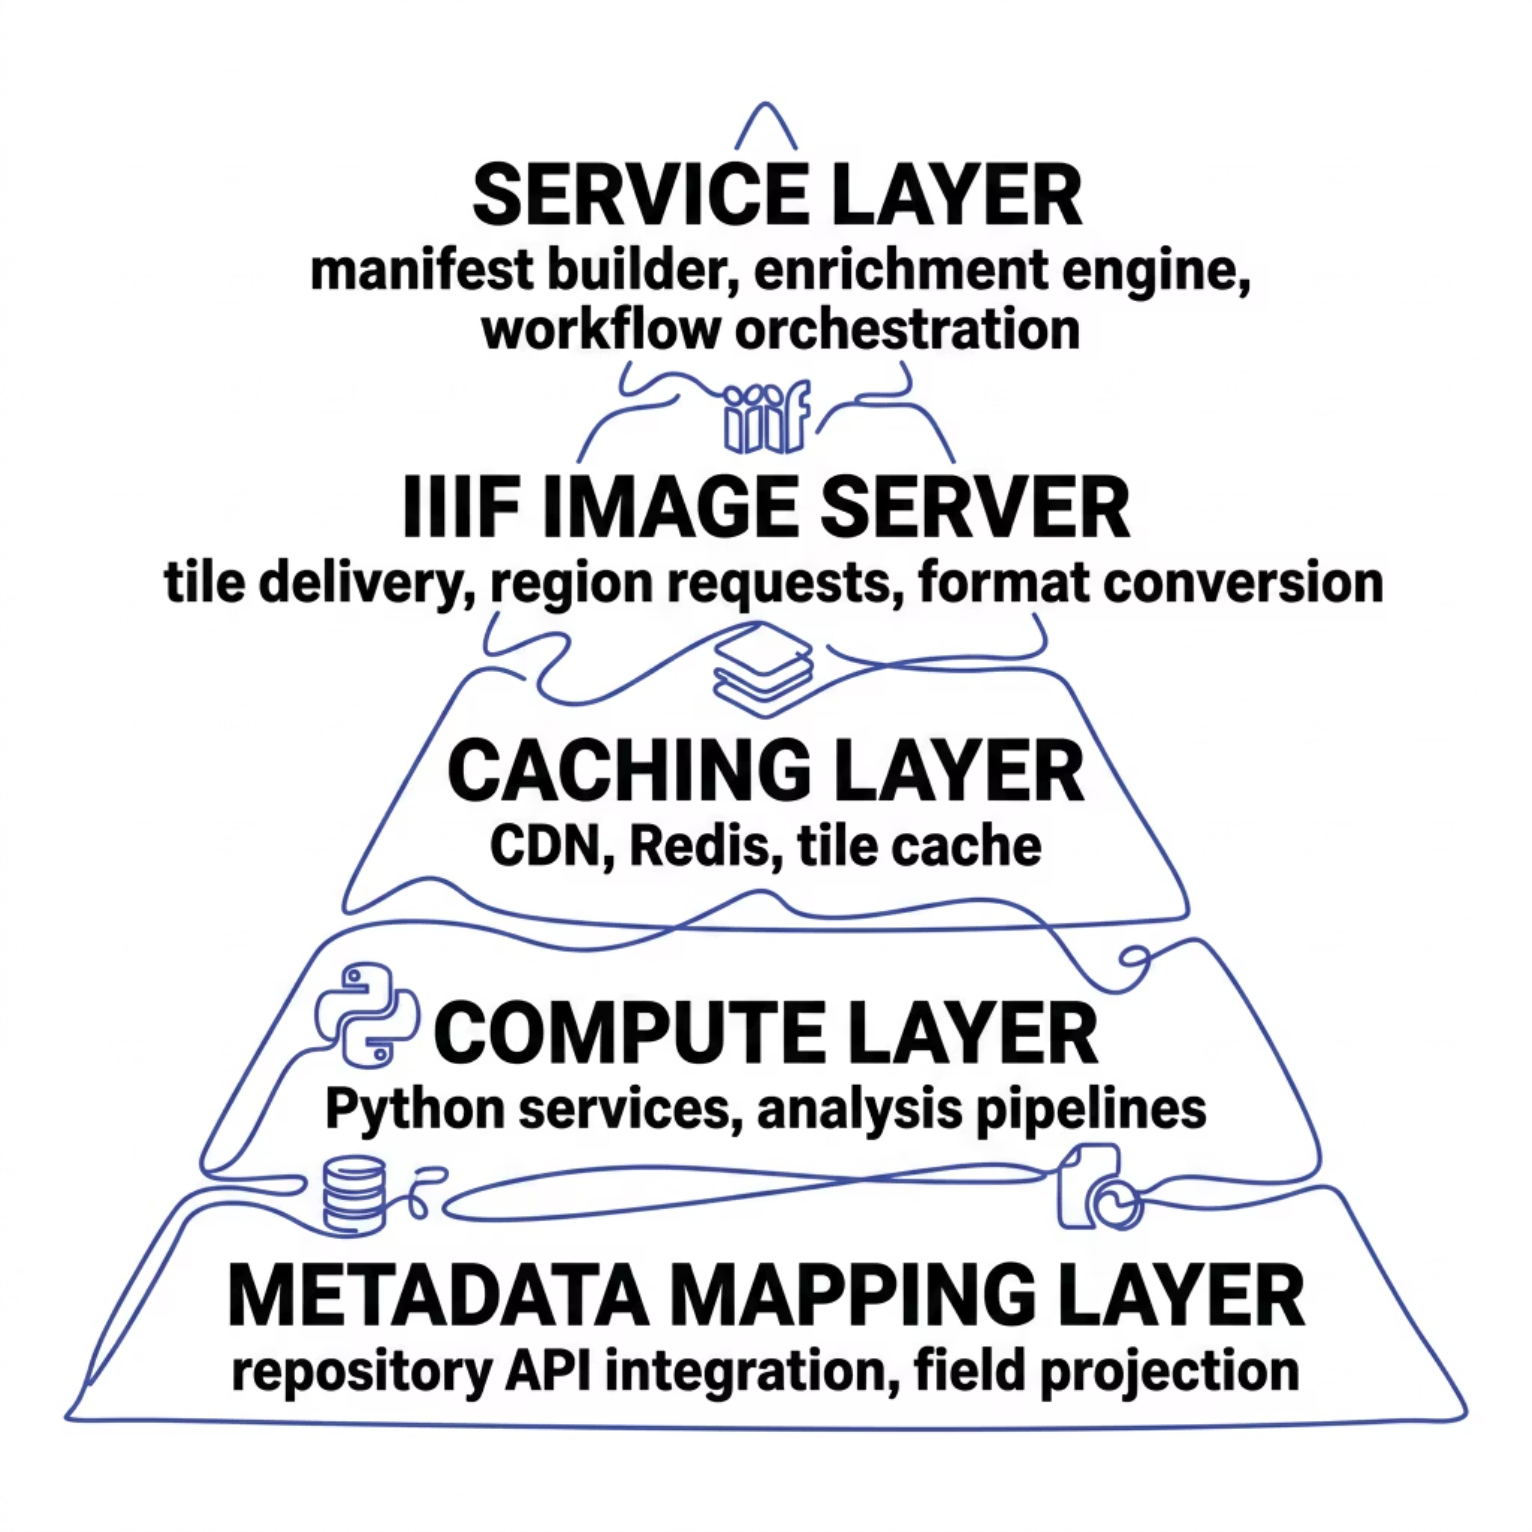 SERVICE LAYER
manifest builder, enrichment engine,
workflow orchestration
iiif
IIIF IMAGE SERVER
tile delivery, region requests, format conversion
CACHING LAYER
CDN, Redis, tile cache
COMPUTE LAYER
Python services, analysis pipelines
METADATA MAPPING LAYER
repository API integration, field projection